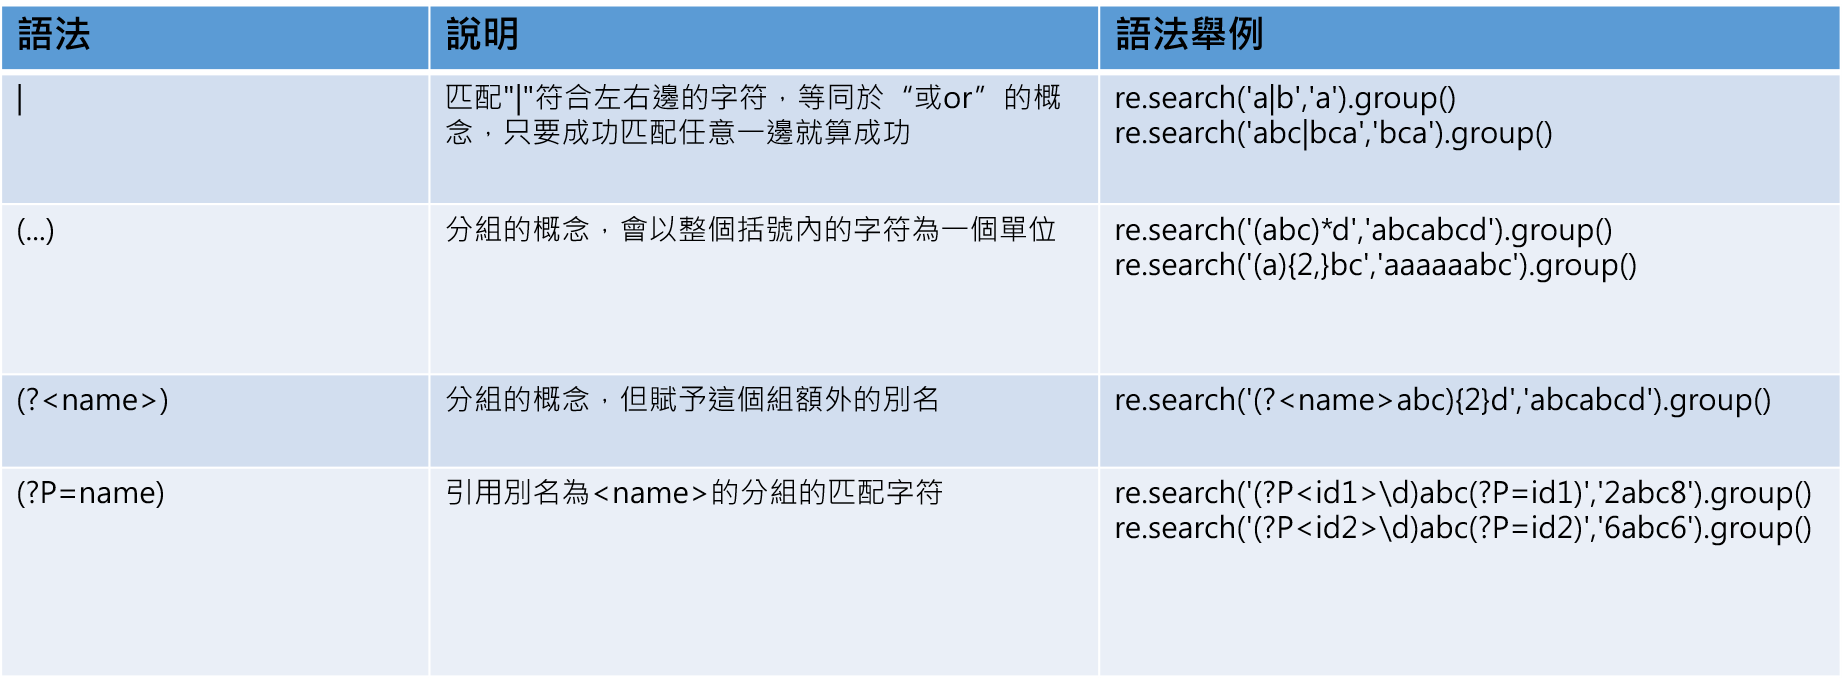 語法
說明
語法舉例
|
匹配"|"符合左右邊的字符，等同於“或or”的概
念，只要成功匹配任意一邊就算成功
re.search('a|b','a').group()
re.search('abc|bca','bca').group()
(...)
分組的概念，會以整個括號內的字符為一個單位
re.search('(abc)*d','abcabcd').group()
re.search('(a){2,}bc','aaaaaabc').group()
(?<name>)
分組的概念，但賦予這個組額外的別名
re.search('(?<name>abc){2}d','abcabcd').group()
(?P=name)
引用別名為<name>的分組的匹配字符
re.search('(?P<id1>\d)abc(?P=id1)','2abc8').group()
re.search('(?P<id2>\d)abc(?P=id2)','6abc6').group()